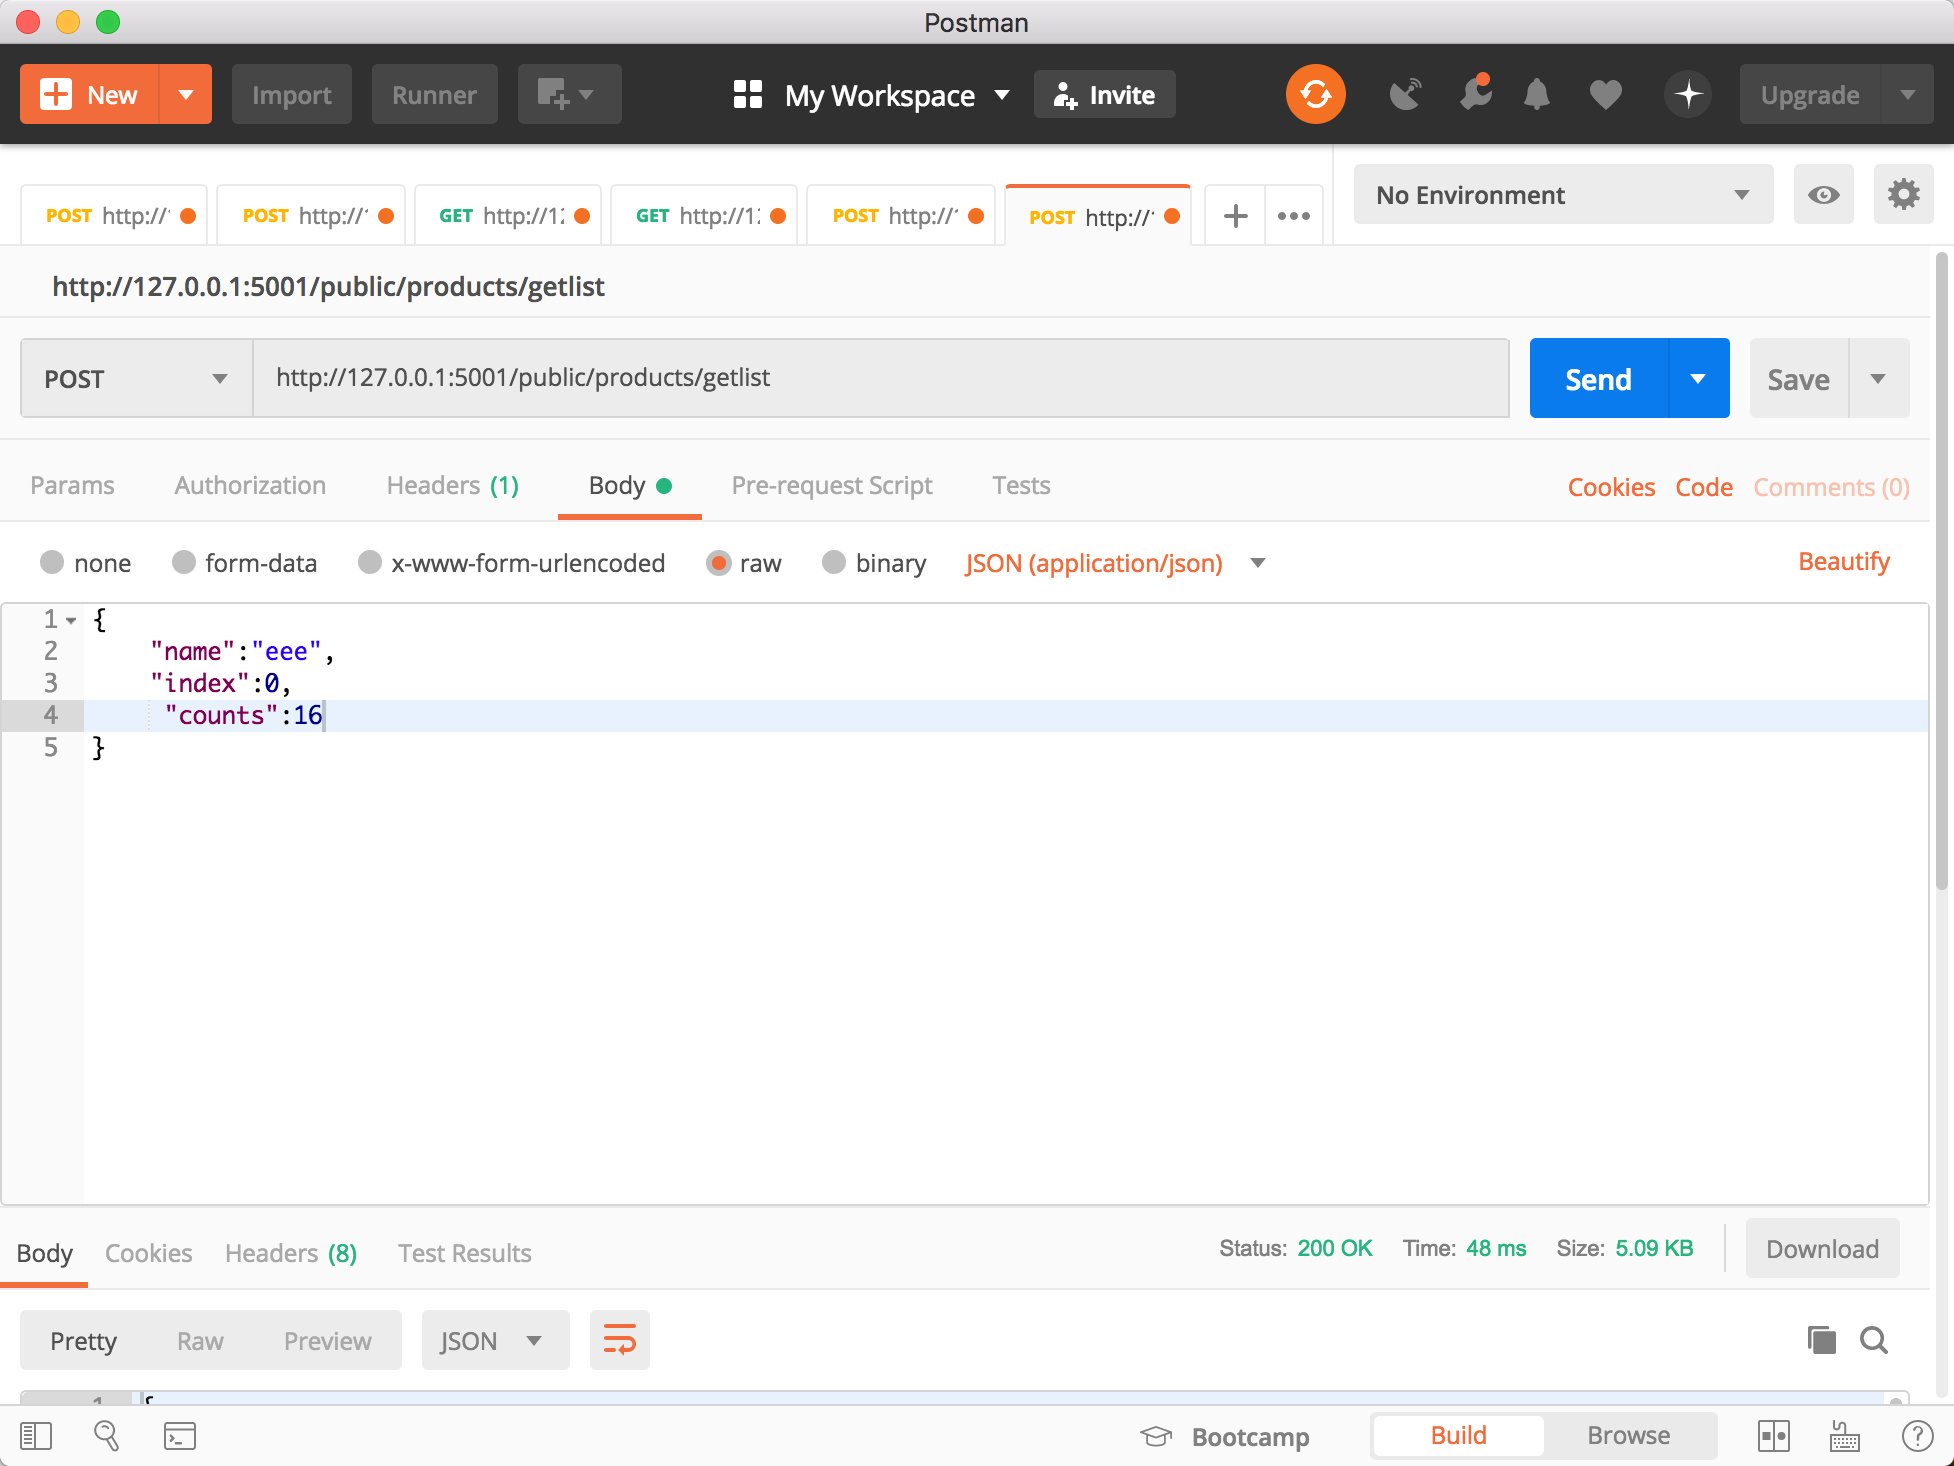 Postman
New Import Runner My Workspace Invite Upgrade
POST http:// POST http:// GET http://12 GET http://12 POST http:// POST http:// No Environment
http://127.0.0.1:5001/public/products/getlist
POST http://127.0.0.1:5001/public/products/getlist Send Save
Params Authorization Headers (1) Body Pre-request Script Tests Cookies Code Comments (0)
none form-data x-www-form-urlencoded raw binary JSON (application/json) Beautify
1 {
2 "name":"eee",
3 "index":0,
4 "counts":16
5 }
Body Cookies Headers (8) Test Results Status: 200 OK Time: 48 ms Size: 5.09 KB Download
Pretty Raw Preview JSON
Bootcamp Build Browse